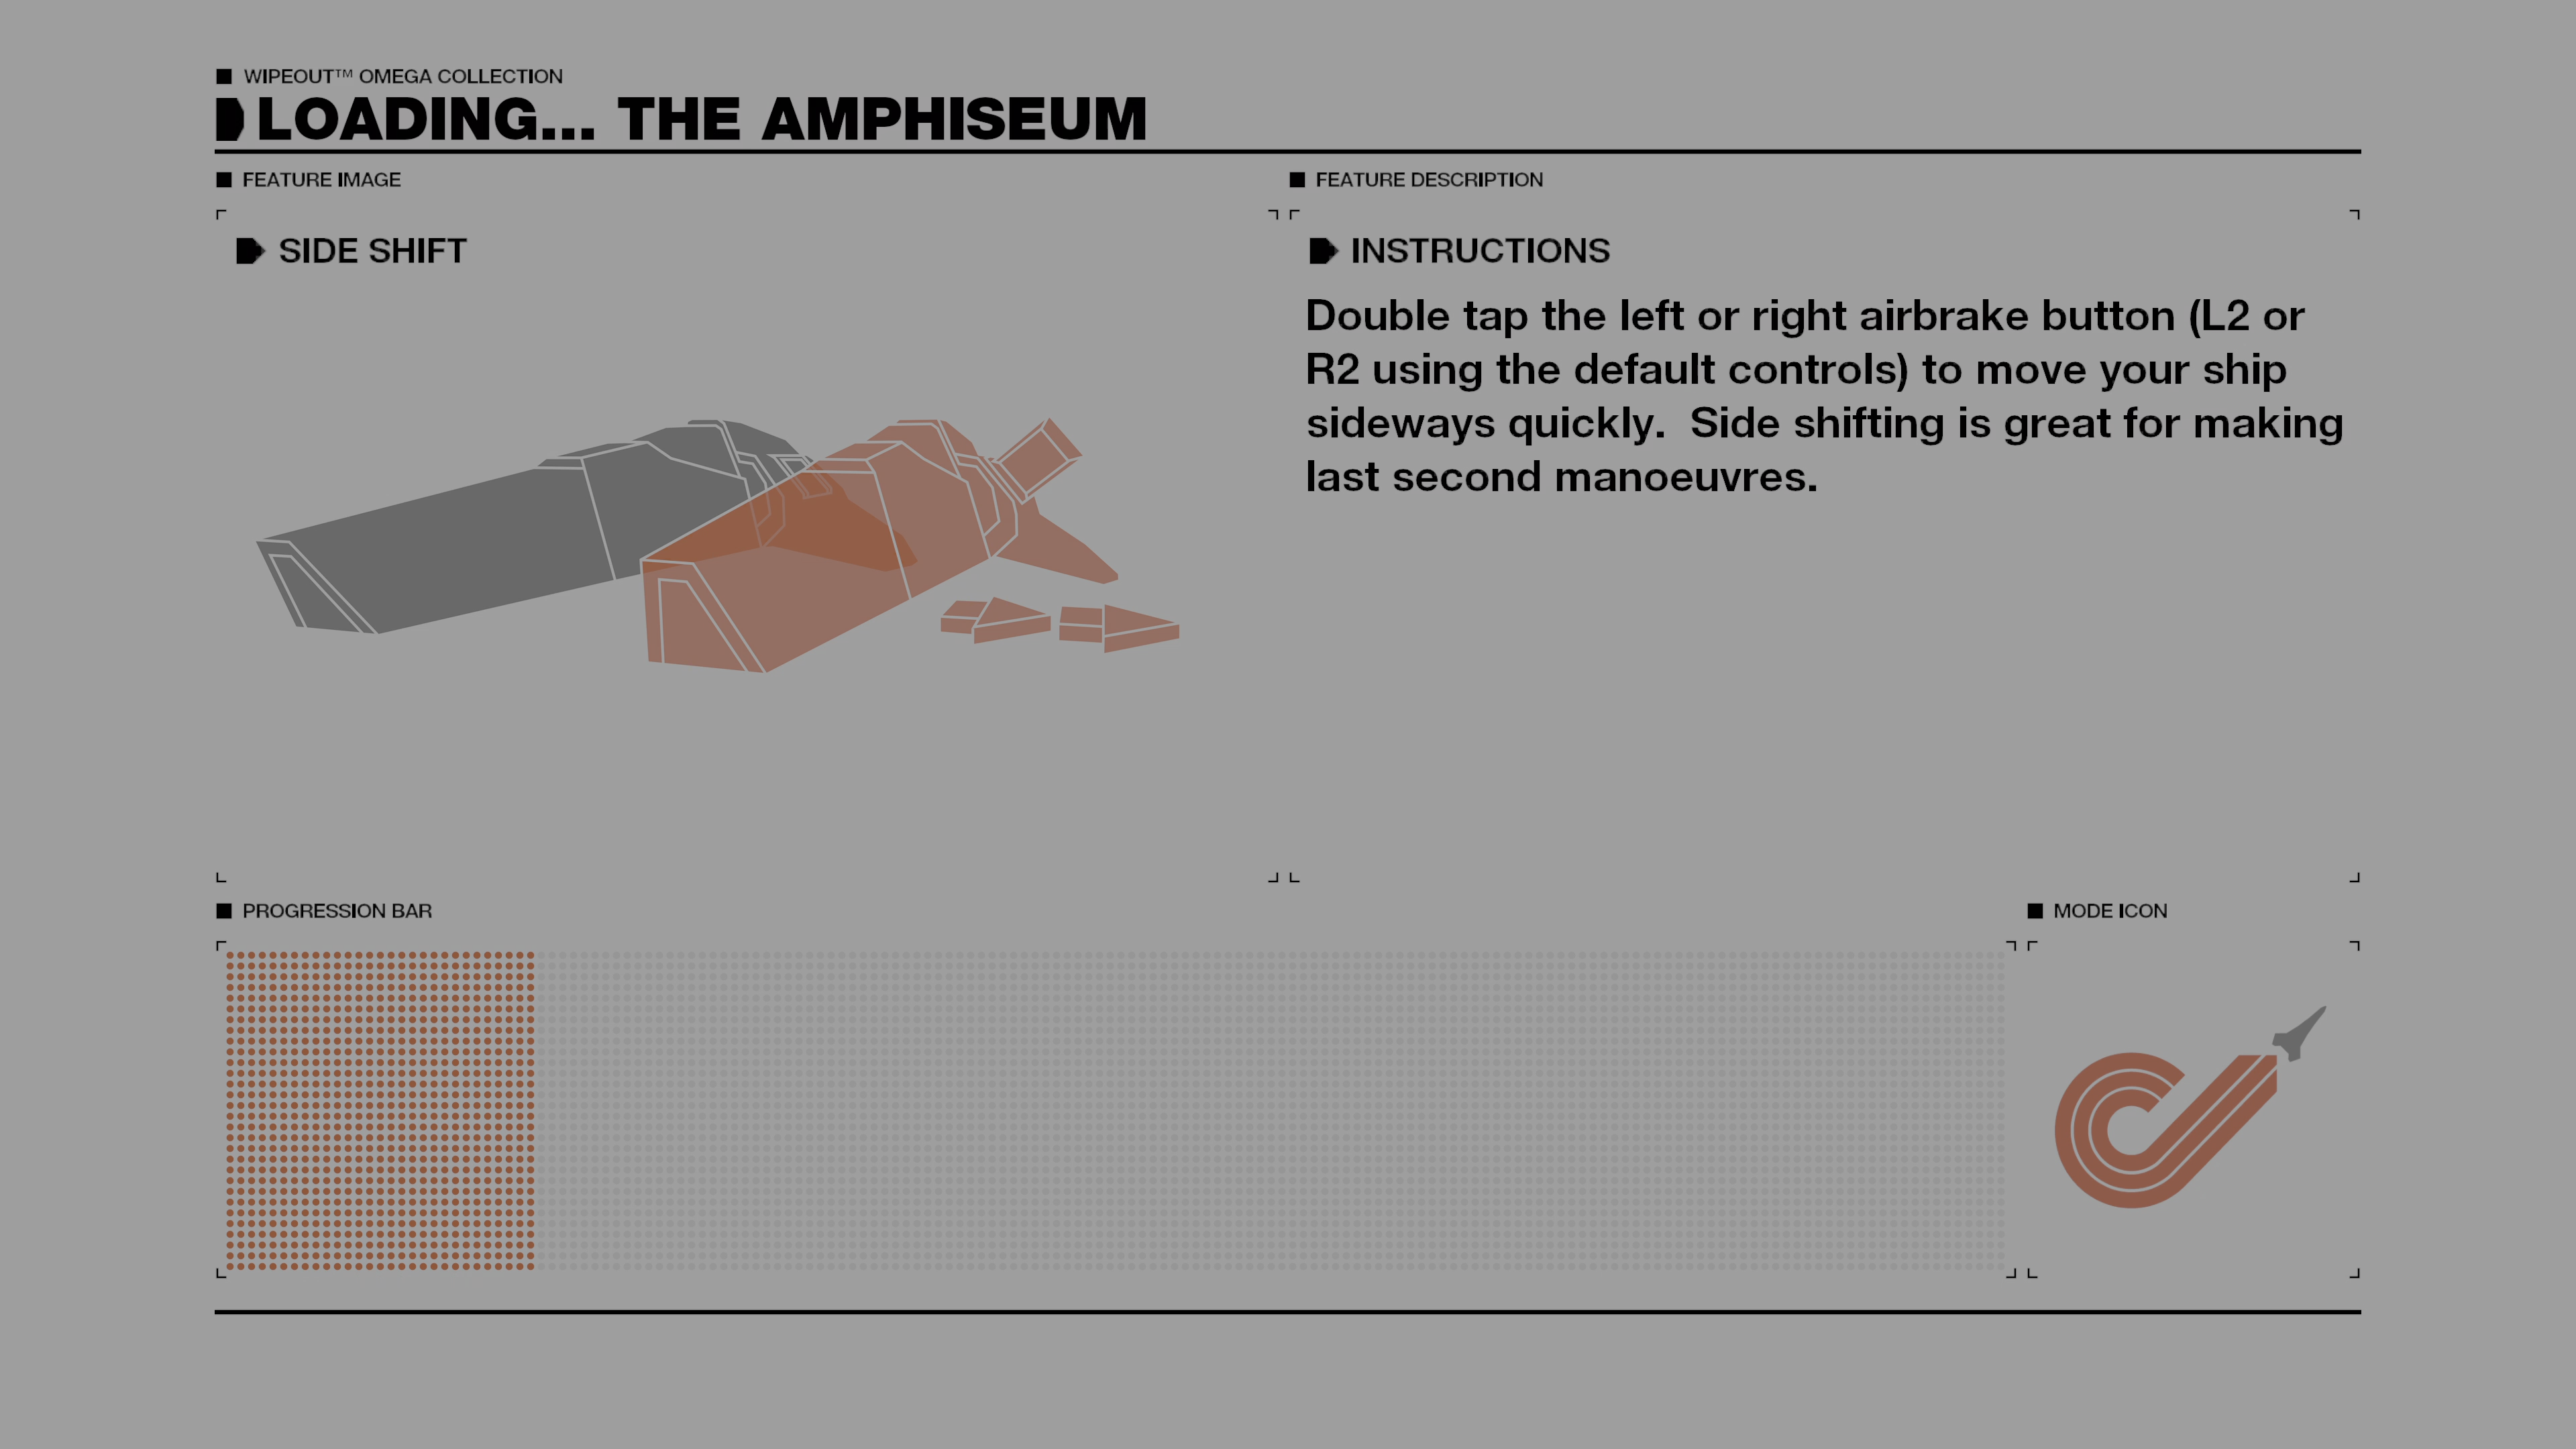 WIPEOUT™ OMEGA COLLECTION
LOADING... THE AMPHISEUM
FEATURE IMAGE
SIDE SHIFT
FEATURE DESCRIPTION
INSTRUCTIONS
Double tap the left or right airbrake button (L2 or
R2 using the default controls) to move your ship
sideways quickly.  Side shifting is great for making
last second manoeuvres.
PROGRESSION BAR
MODE ICON